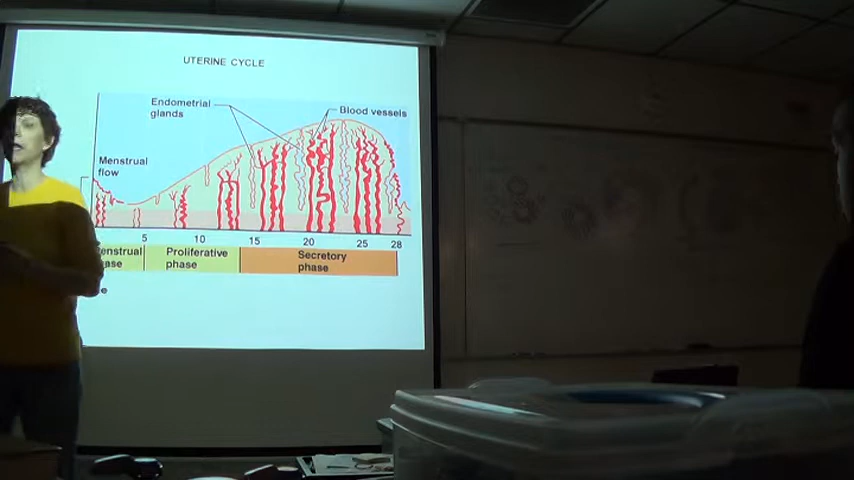 UTERINE CYCLE
Endometrial
glands
Blood vessels
Menstrual
flow
5 10 15 20 25 28
enstrual
ase
Proliferative
phase
Secretory
phase
e